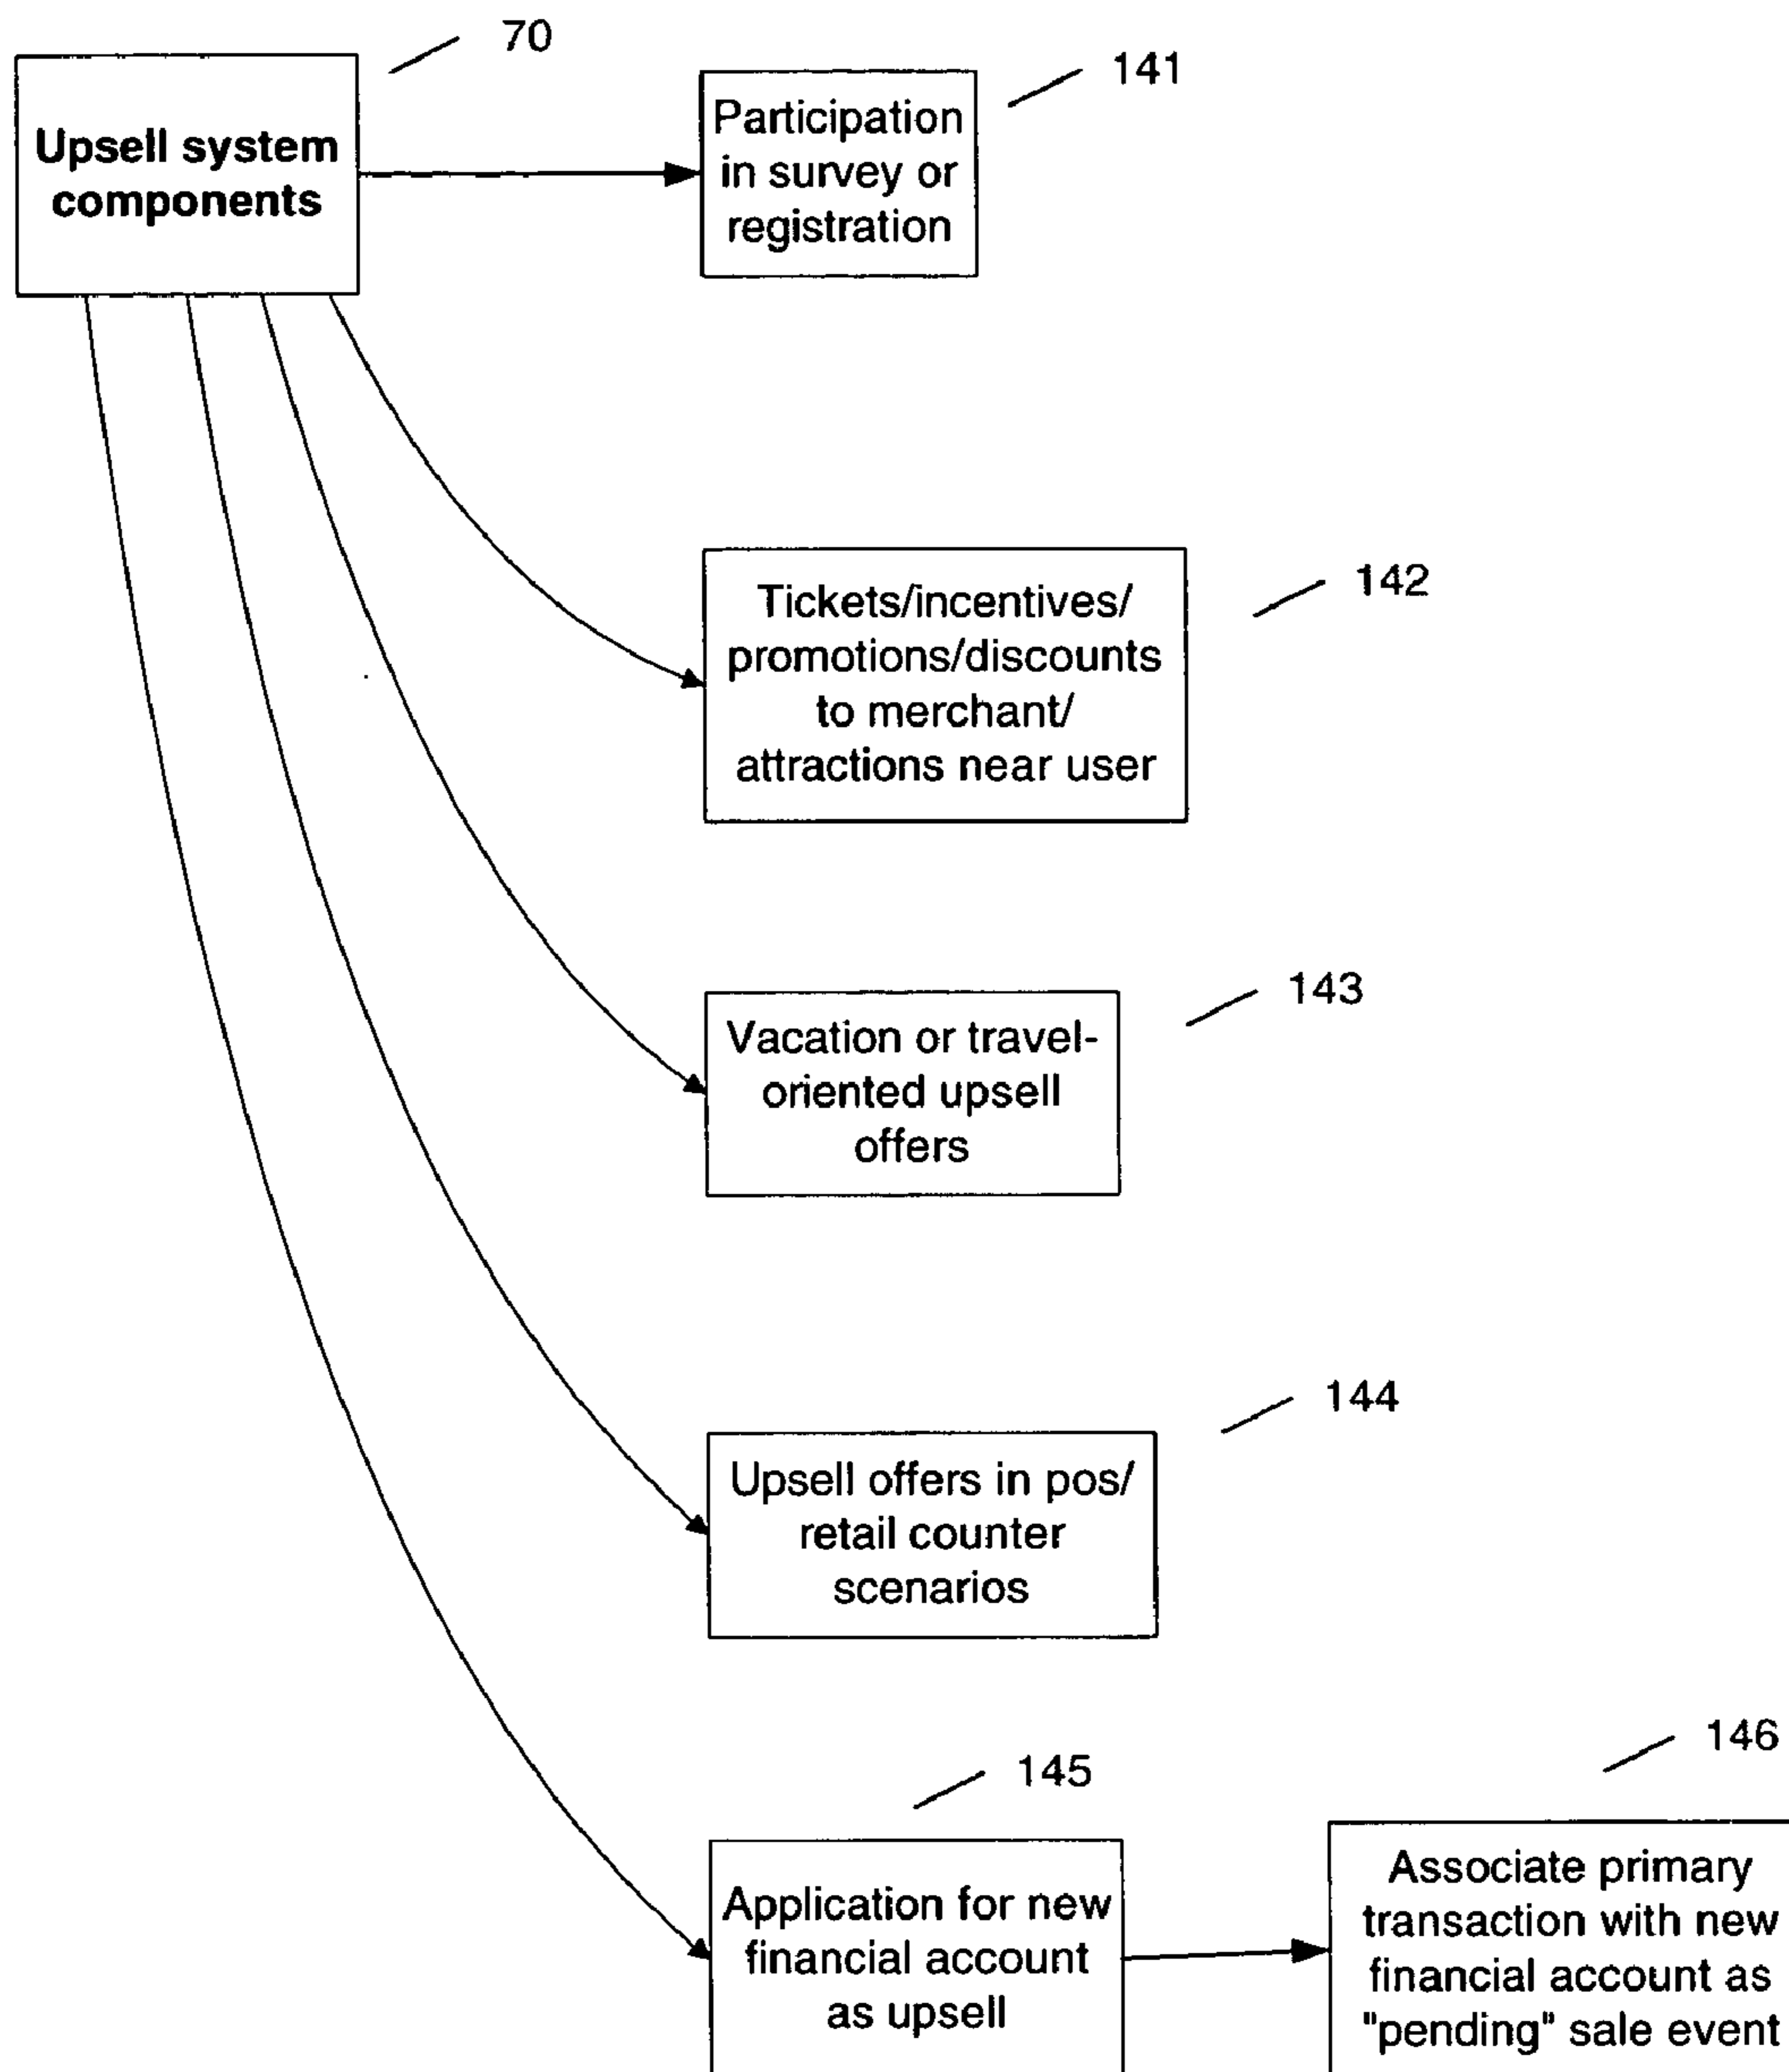 70
Upsell system
components
141
Participation
in survey or
registration
142
Tickets/incentives/
promotions/discounts
to merchant/
attractions near user
143
Vacation or travel-
oriented upsell
offers
144
Upsell offers in pos/
retail counter
scenarios
145
Application for new
financial account
as upsell
146
Associate primary
transaction with new
financial account as
"pending" sale event